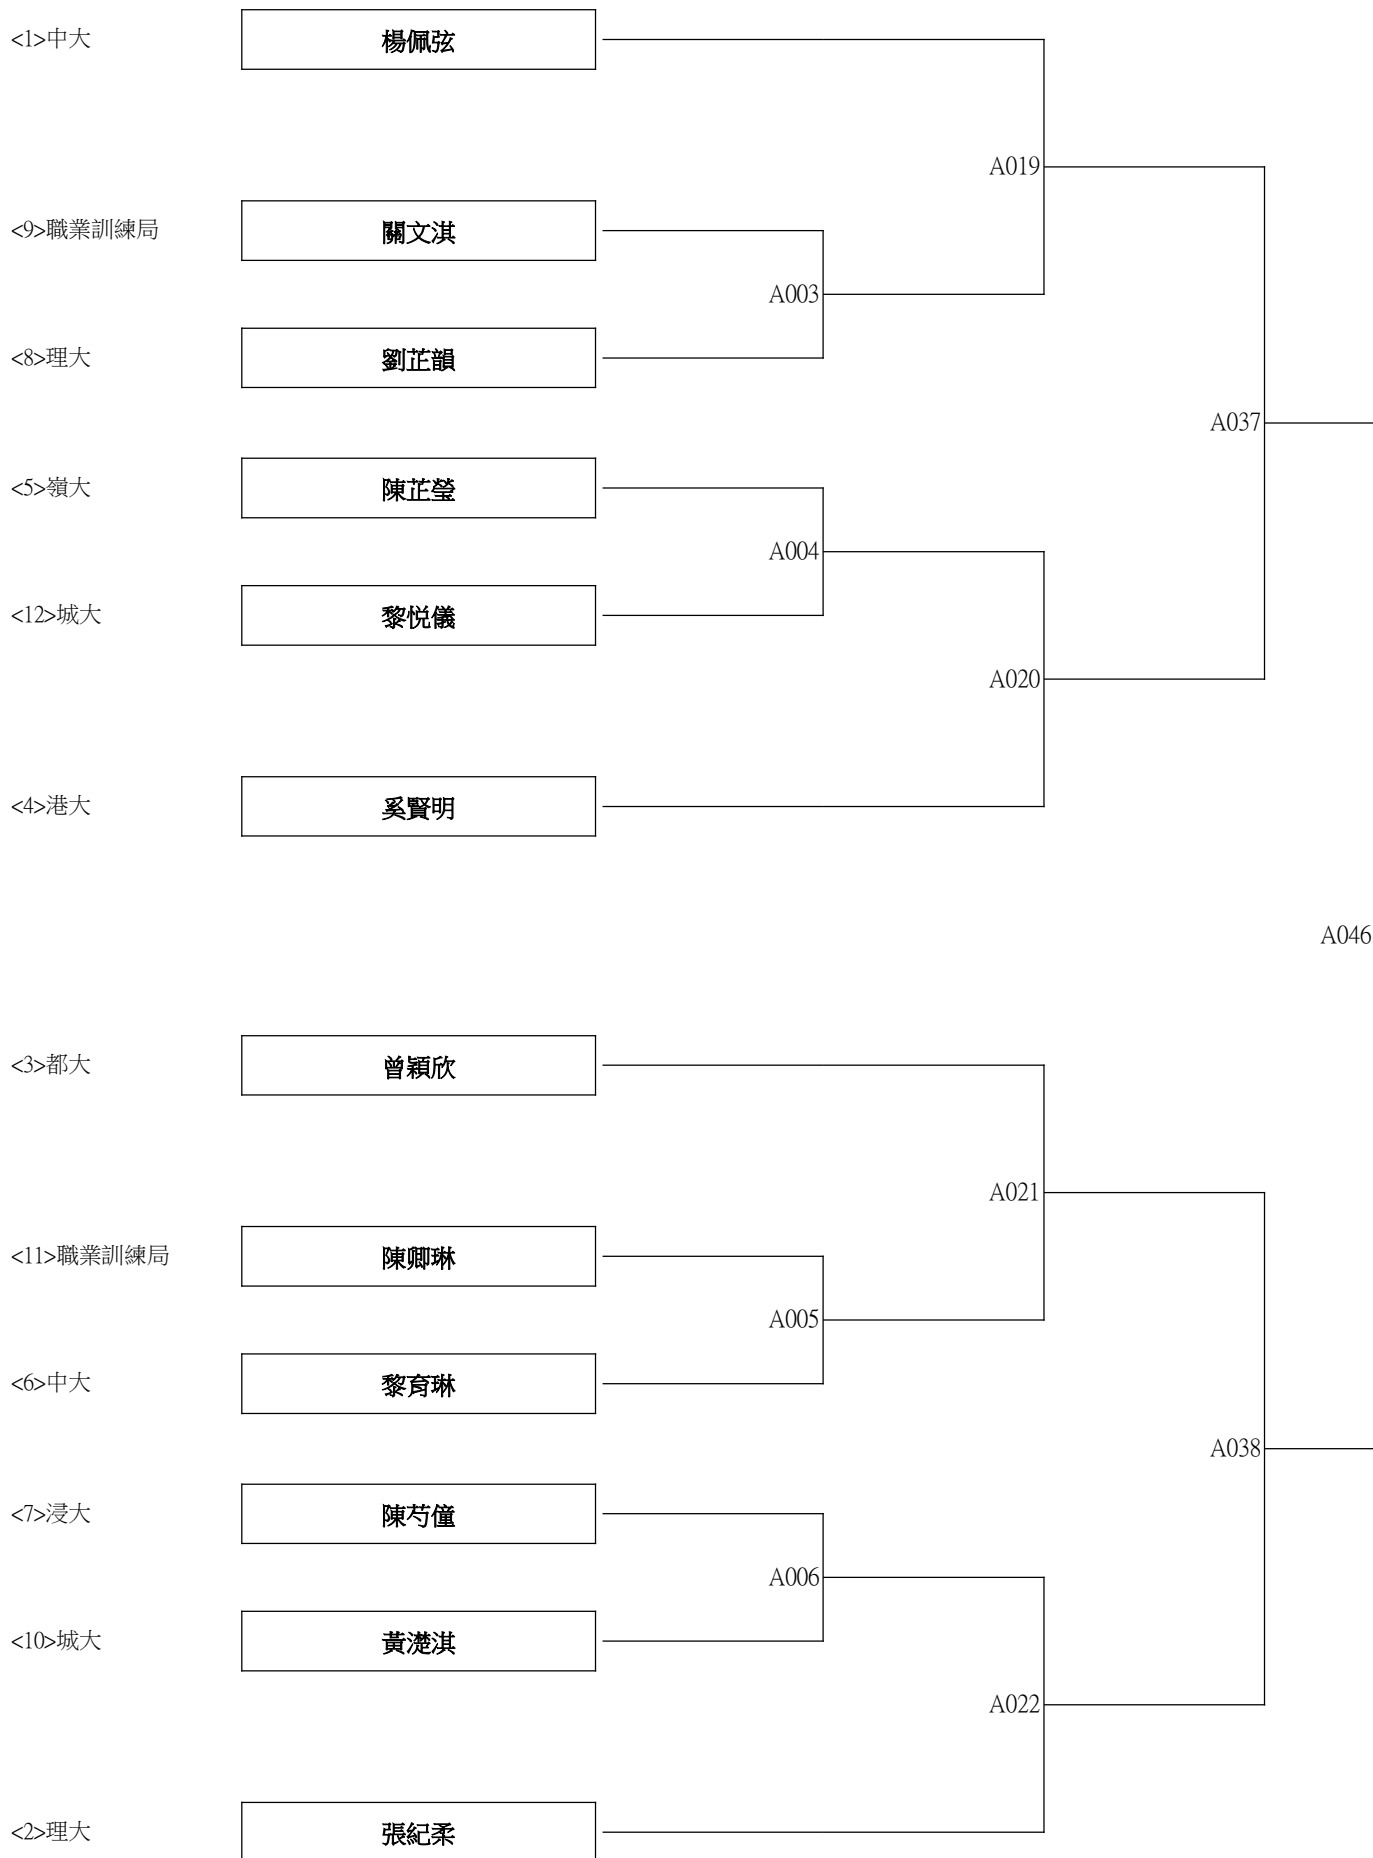 <1>中大 楊佩弦
A019
<9>職業訓練局 關文淇
A003
<8>理大 劉芷韻
A037
<5>嶺大 陳芷瑩
A004
<12>城大 黎悅儀
A020
<4>港大 奚賢明
A046
<3>都大 曾穎欣
A021
<11>職業訓練局 陳卿琳
A005
<6>中大 黎育琳
A038
<7>浸大 陳芍僮
A006
<10>城大 黃濋淇
A022
<2>理大 張紀柔